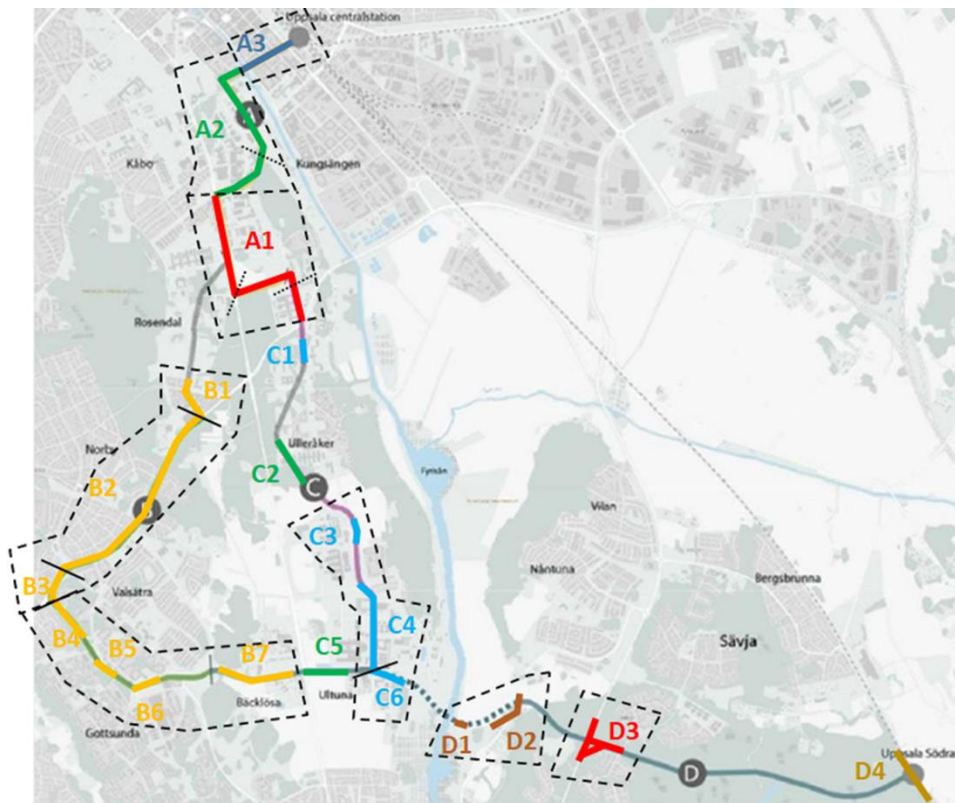 Uppsala centralstation
A3
A
A2
Kåbo
Kungsängen
A1
Rosendal
C1
B1
Norby
Ulleråker
C2
B2
C
Fyrisån
B
C3
Vilan
Nåntuna
Bergsbrunna
B3
Valsätra
C4
Sävja
B4
B5
C5
B7
Ultuna
C6
B6
Bäcklösa
Gottsunda
D1
D2
D3
Uppsala Södra
D
D4